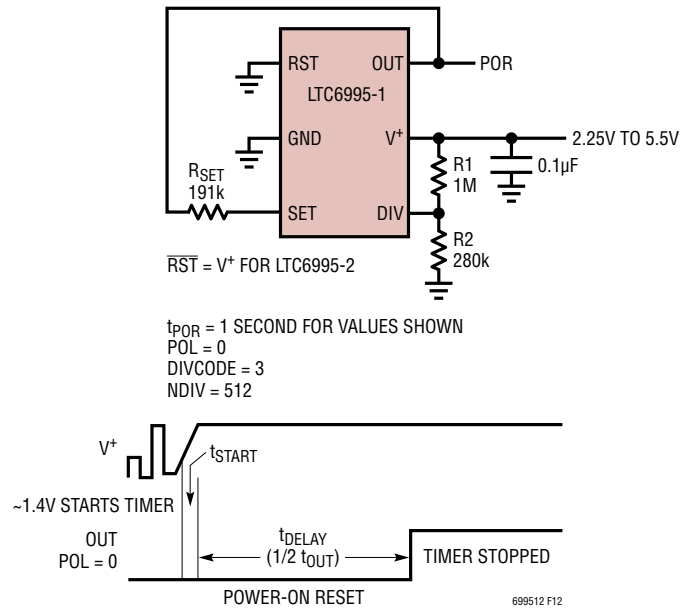 RST
OUT
POR
LTC6995-1
GND
V+
2.25V TO 5.5V
R1
1M
0.1µF
RSET
191k
SET
DIV
R2
280k
R̅S̅T̅ = V+ FOR LTC6995-2
tPOR = 1 SECOND FOR VALUES SHOWN
POL = 0
DIVCODE = 3
NDIV = 512
V+
tSTART
~1.4V STARTS TIMER
OUT
POL = 0
tDELAY
(1/2 tOUT)
TIMER STOPPED
POWER-ON RESET
699512 F12